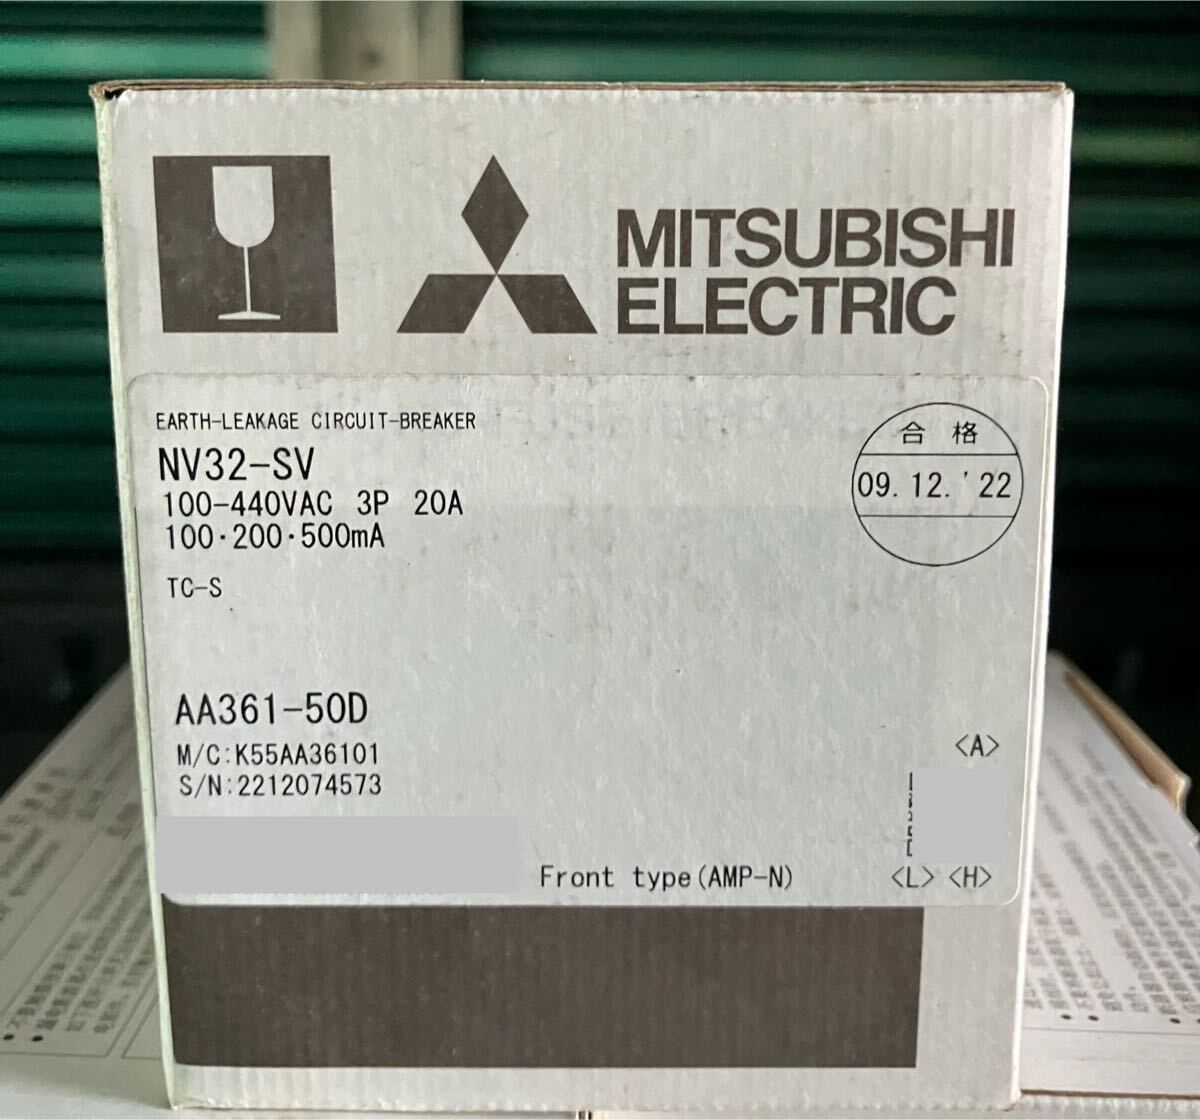 MITSUBISHI
ELECTRIC
EARTH-LEAKAGE CIRCUIT-BREAKER
NV32-SV
100-440VAC 3P 20A
100·200·500mA
TC-S
合 格
09.12.'22
AA361-50D
M/C:K55AA36101
S/N:2212074573
<A>
Front type(AMP-N)
<L> <H>